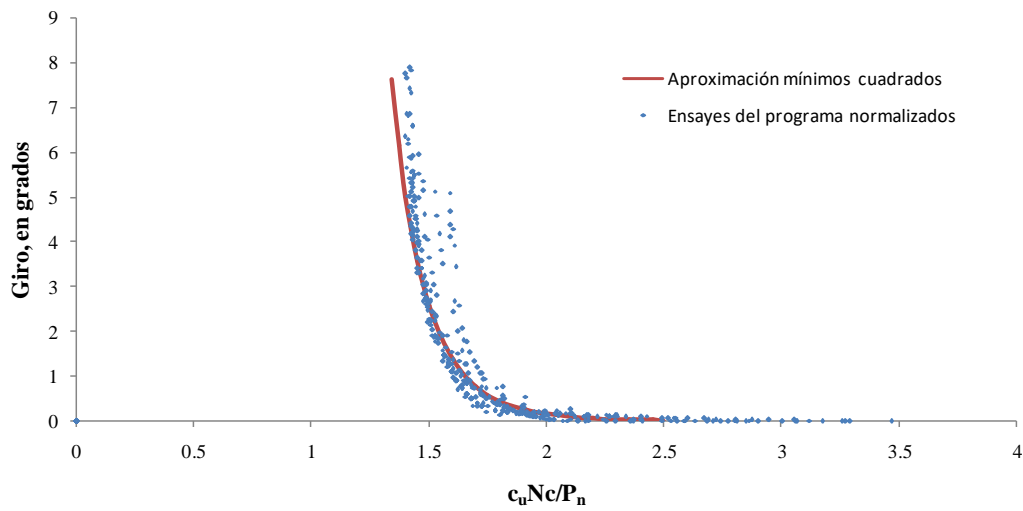 9
8
7
6
5
4
3
2
1
0
Giro, en grados
Aproximación mínimos cuadrados
Ensayes del programa normalizados
0 0.5 1 1.5 2 2.5 3 3.5 4
cᵤNc/Pₙ